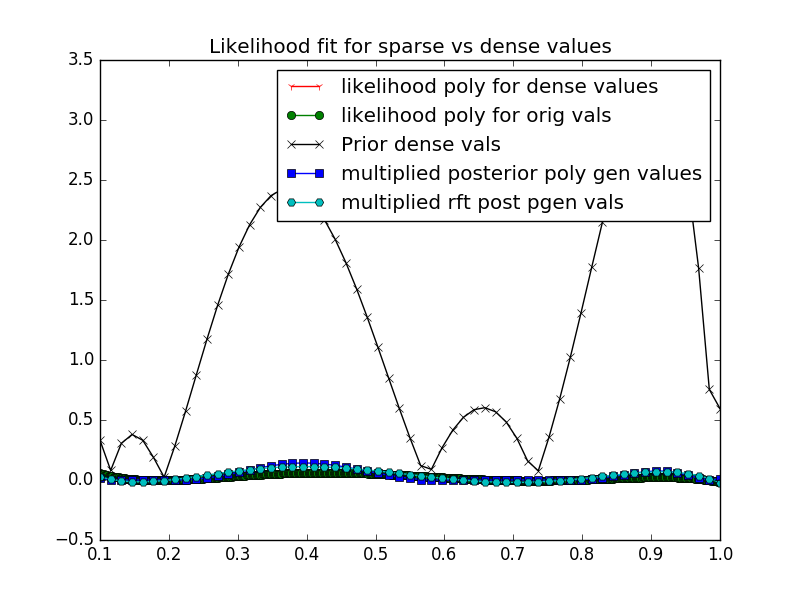 Likelihood fit for sparse vs dense values
3.5
3.0
2.5
2.0
1.5
1.0
0.5
0.0
−0.5
likelihood poly for dense values
likelihood poly for orig vals
Prior dense vals
multiplied posterior poly gen values
multiplied rft post pgen vals
0.1 0.2 0.3 0.4 0.5 0.6 0.7 0.8 0.9 1.0